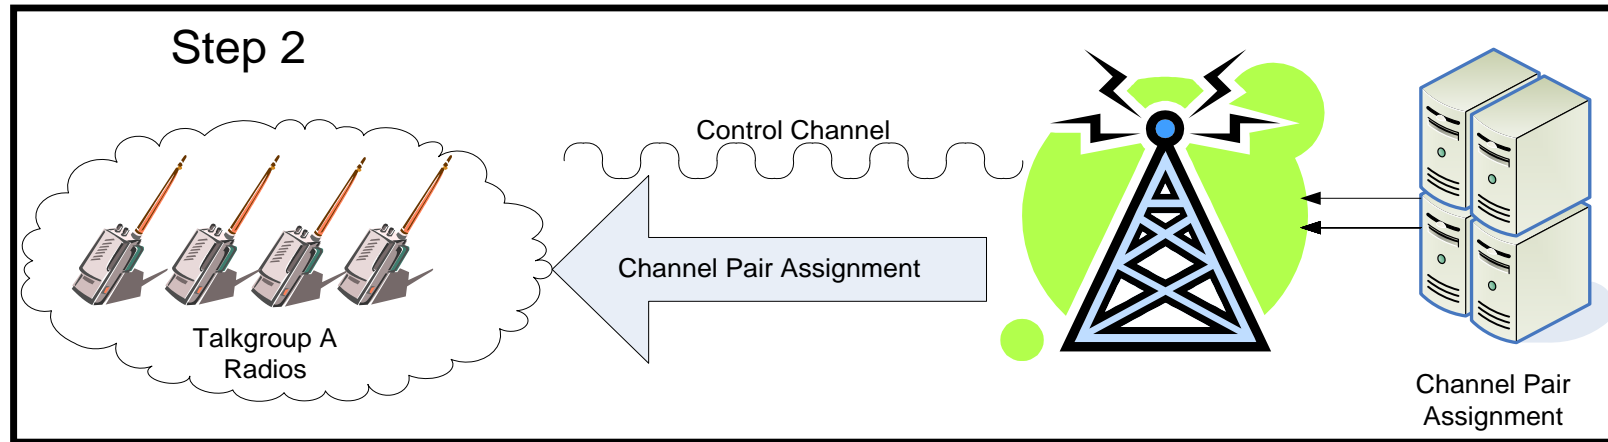 Step 2
Control Channel
Channel Pair Assignment
Talkgroup A
Radios
Channel Pair
Assignment